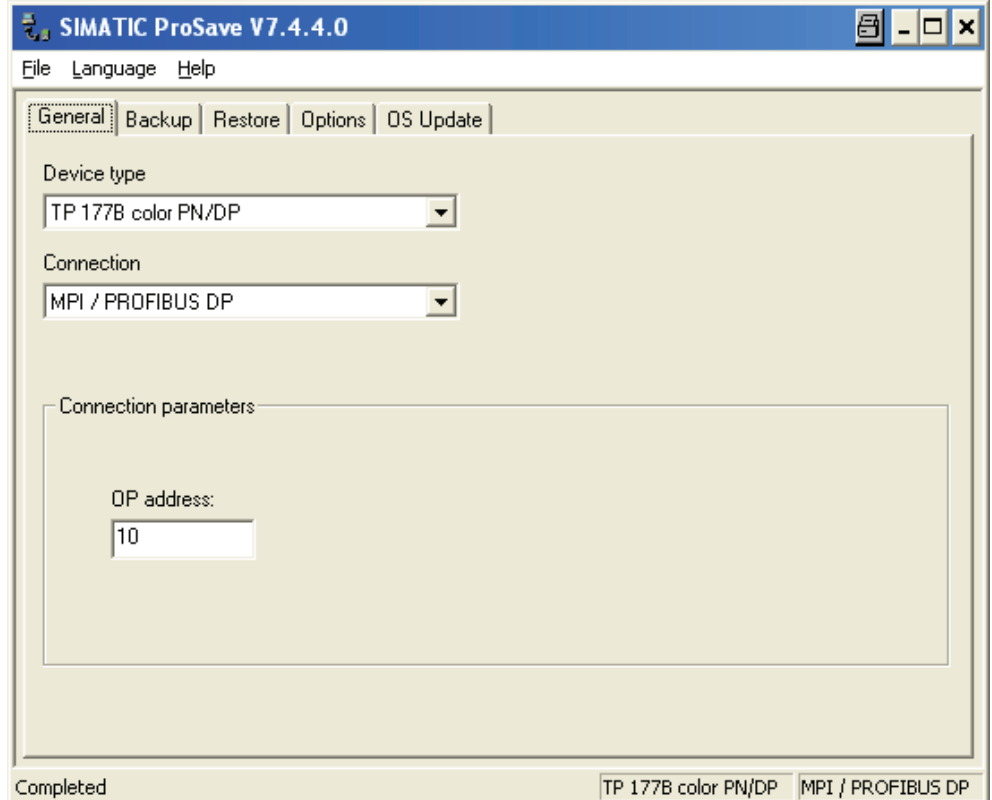 SIMATIC ProSave V7.4.4.0
File Language Help
General Backup Restore Options OS Update
Device type
TP 177B color PN/DP
Connection
MPI / PROFIBUS DP
Connection parameters
OP address:
10
Completed TP 177B color PN/DP MPI / PROFIBUS DP